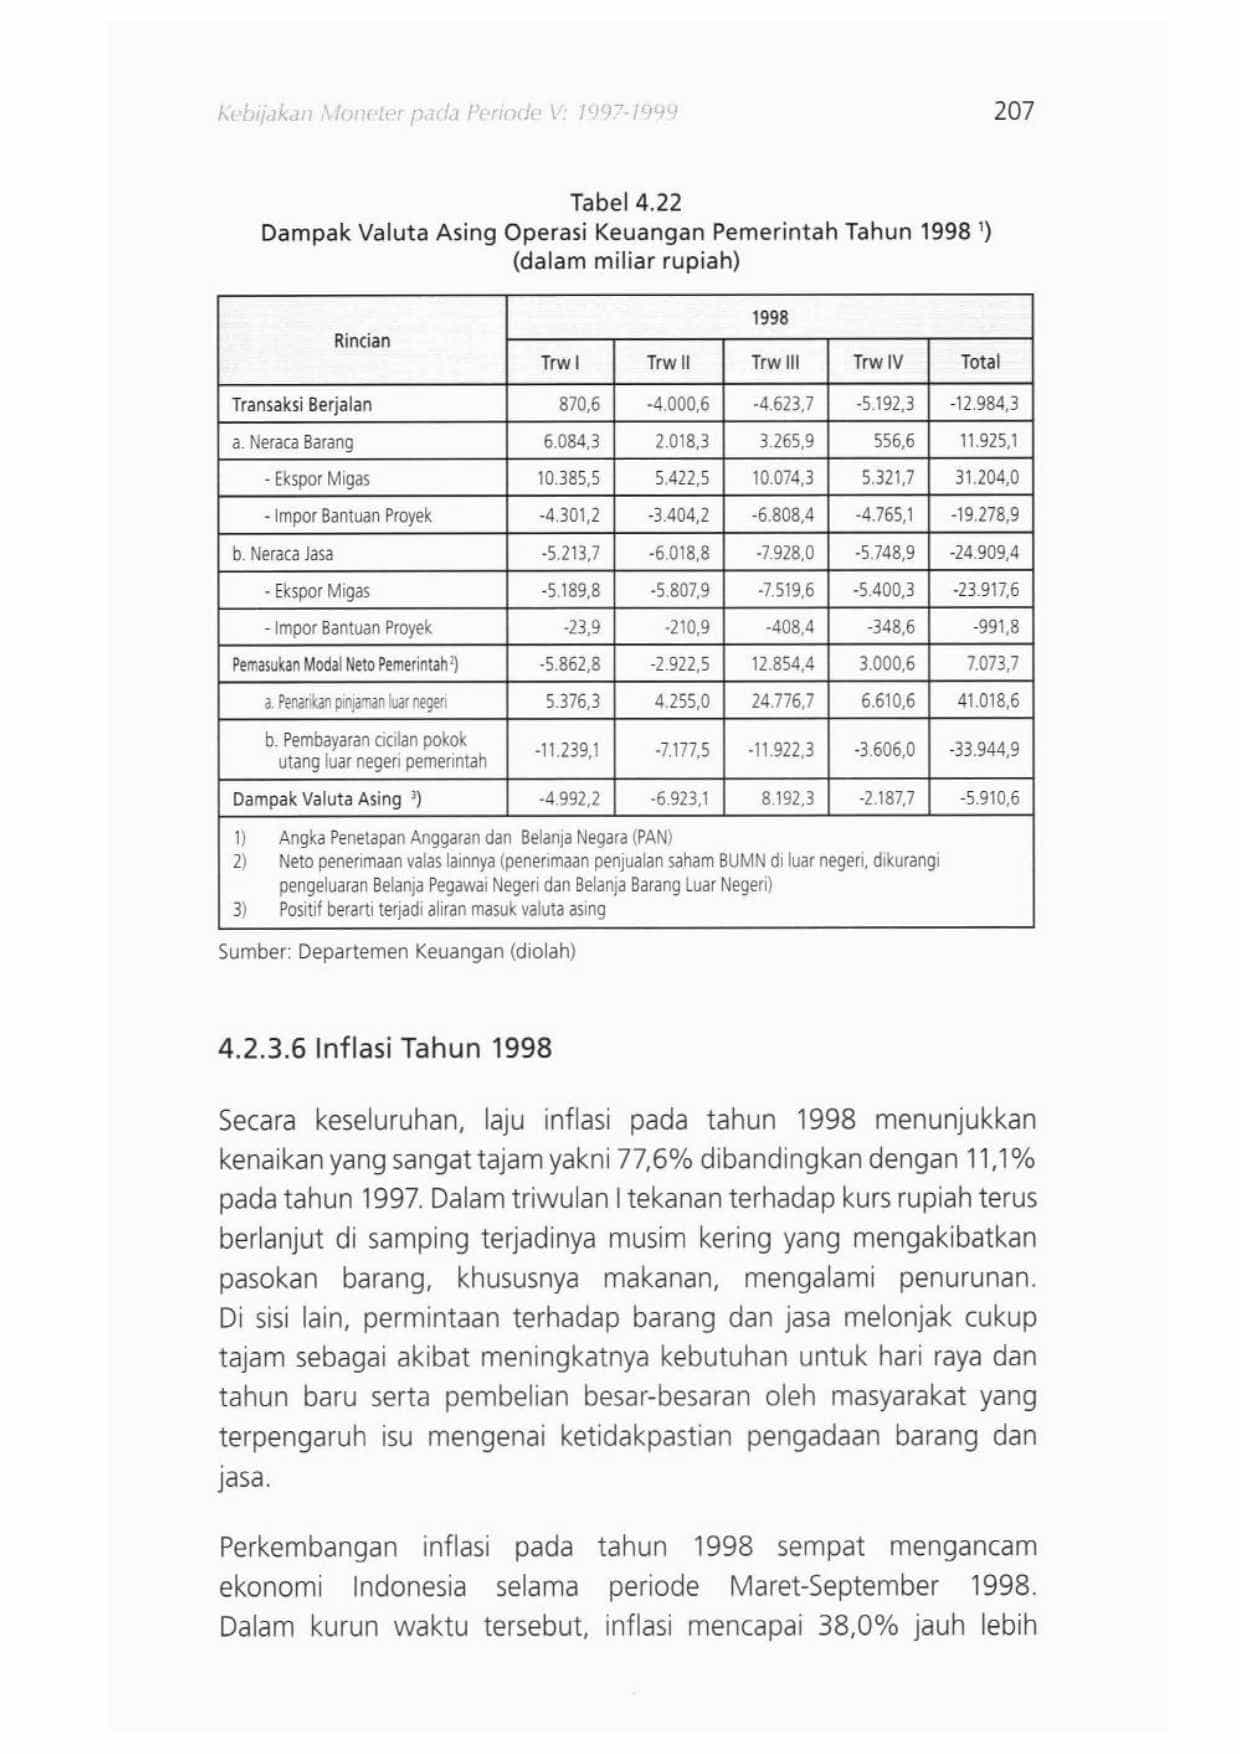 Kebijakan Moneter pada Periode V: 1997-1999 207
Tabel 4.22
Dampak Valuta Asing Operasi Keuangan Pemerintah Tahun 1998 ¹)
(dalam miliar rupiah)
Rincian 1998
Trw I Trw II Trw III Trw IV Total
Transaksi Berjalan 870,6 -4.000,6 -4.623,7 -5.192,3 -12.984,3
a. Neraca Barang 6.084,3 2.018,3 3.265,9 556,6 11.925,1
- Ekspor Migas 10.385,5 5.422,5 10.074,3 5.321,7 31.204,0
- Impor Bantuan Proyek -4.301,2 -3.404,2 -6.808,4 -4.765,1 -19.278,9
b. Neraca Jasa -5.213,7 -6.018,8 -7.928,0 -5.748,9 -24.909,4
- Ekspor Migas -5.189,8 -5.807,9 -7.519,6 -5.400,3 -23.917,6
- Impor Bantuan Proyek -23,9 -210,9 -408,4 -348,6 -991,8
Pemasukan Modal Neto Pemerintah²) -5.862,8 -2.922,5 12.854,4 3.000,6 7.073,7
a. Penarikan pinjaman luar negeri 5.376,3 4.255,0 24.776,7 6.610,6 41.018,6
b. Pembayaran cicilan pokok
utang luar negeri pemerintah -11.239,1 -7.177,5 -11.922,3 -3.606,0 -33.944,9
Dampak Valuta Asing ³) -4.992,2 -6.923,1 8.192,3 -2.187,7 -5.910,6
1) Angka Penetapan Anggaran dan Belanja Negara (PAN)
2) Neto penerimaan valas lainnya (penerimaan penjualan saham BUMN di luar negeri, dikurangi
pengeluaran Belanja Pegawai Negeri dan Belanja Barang Luar Negeri)
3) Positif berarti terjadi aliran masuk valuta asing
Sumber: Departemen Keuangan (diolah)
4.2.3.6 Inflasi Tahun 1998
Secara keseluruhan, laju inflasi pada tahun 1998 menunjukkan
kenaikan yang sangat tajam yakni 77,6% dibandingkan dengan 11,1%
pada tahun 1997. Dalam triwulan I tekanan terhadap kurs rupiah terus
berlanjut di samping terjadinya musim kering yang mengakibatkan
pasokan barang, khususnya makanan, mengalami penurunan.
Di sisi lain, permintaan terhadap barang dan jasa melonjak cukup
tajam sebagai akibat meningkatnya kebutuhan untuk hari raya dan
tahun baru serta pembelian besar-besaran oleh masyarakat yang
terpengaruh isu mengenai ketidakpastian pengadaan barang dan
jasa.
Perkembangan inflasi pada tahun 1998 sempat mengancam
ekonomi Indonesia selama periode Maret-September 1998.
Dalam kurun waktu tersebut, inflasi mencapai 38,0% jauh lebih